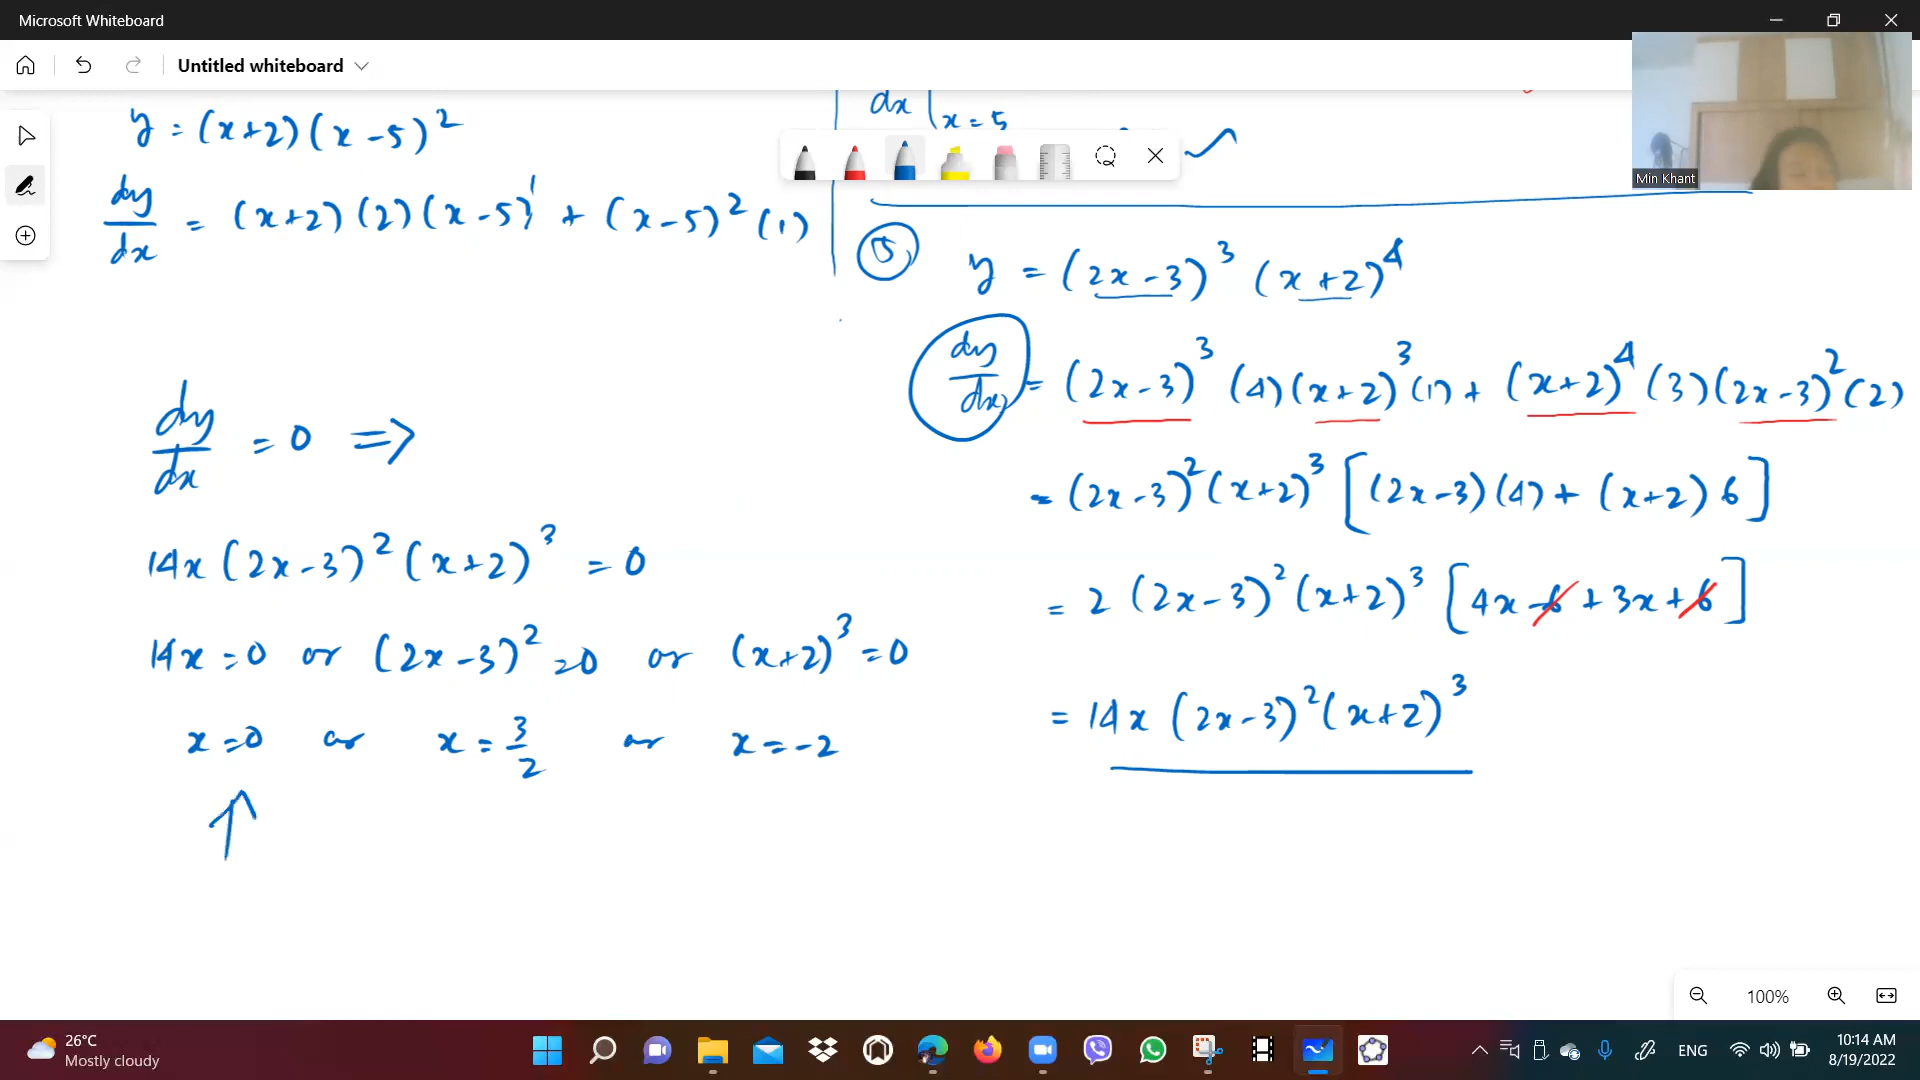 Microsoft Whiteboard
Untitled whiteboard
y = (x+2)(x-5)²
dy/dx = (x+2)(2)(x-5)¹ + (x-5)²(1)
dy/dx = 0 ⇒
14x(2x-3)²(x+2)³ = 0
14x = 0 or (2x-3)² = 0 or (x+2)³ = 0
x = 0 or x = 3/2 or x = -2
dx | x = 5
Min Khant
⑤ y = (2x-3)³ (x+2)⁴
dy/dx = (2x-3)³ (4)(x+2)³(1) + (x+2)⁴(3)(2x-3)²(2)
= (2x-3)²(x+2)³ [(2x-3)(4) + (x+2) 6]
= 2 (2x-3)²(x+2)³ [4x-6+3x+6]
= 14x (2x-3)²(x+2)³
100%
26°C
Mostly cloudy
ENG
10:14 AM
8/19/2022